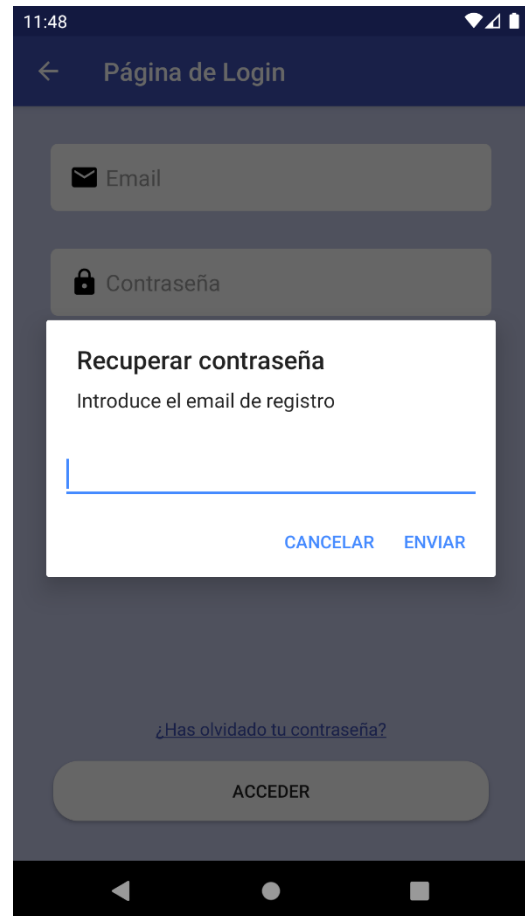 11:48
Página de Login
Email
Contraseña
Recuperar contraseña
Introduce el email de registro
CANCELAR ENVIAR
¿Has olvidado tu contraseña?
ACCEDER